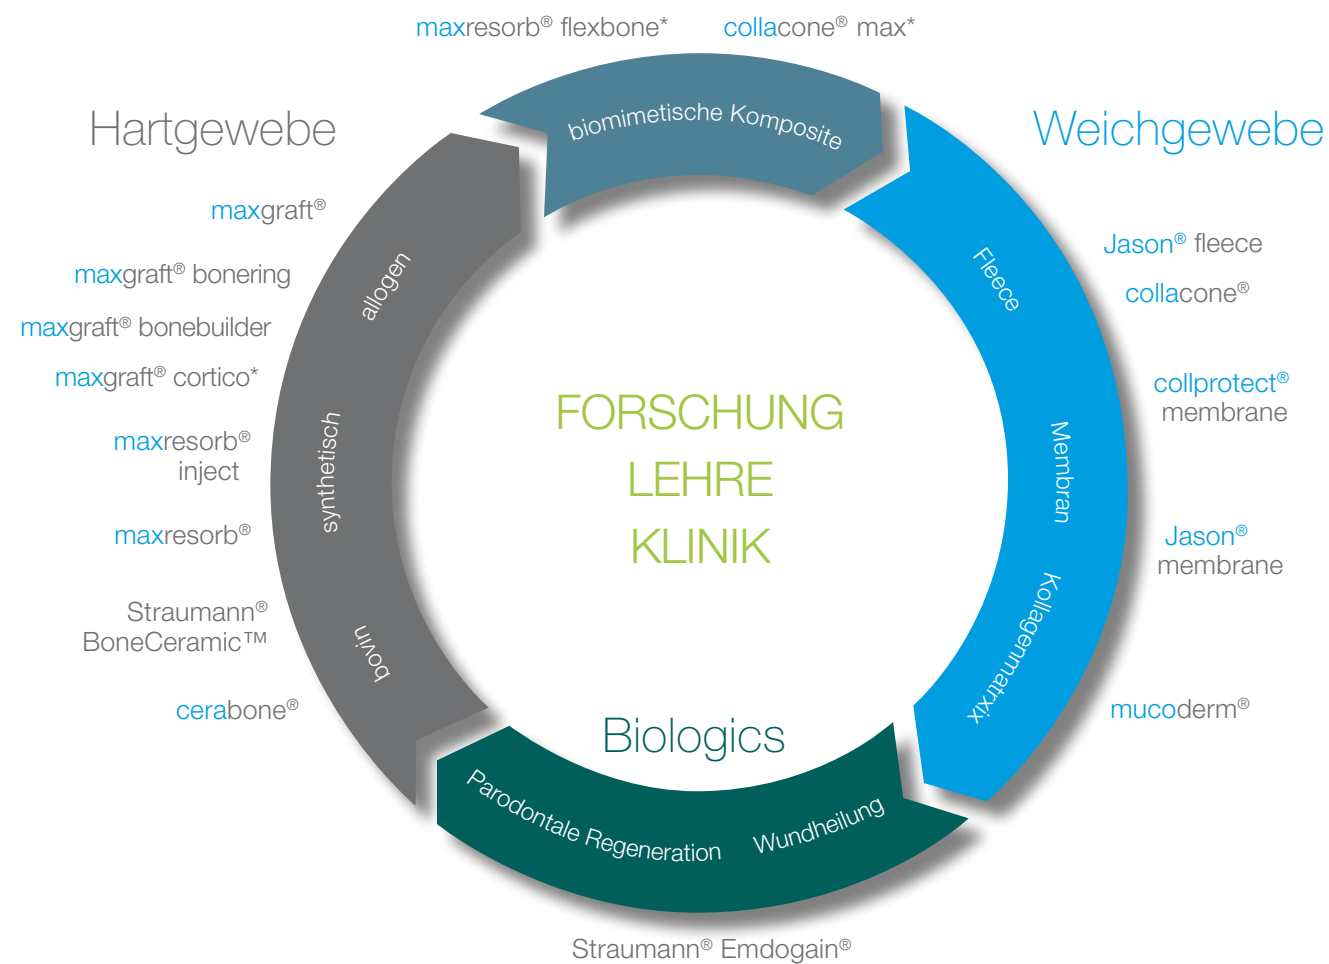 maxresorb® flexbone*
collacone® max*
biomimetische Komposite
Hartgewebe
maxgraft®
maxgraft® bonering
maxgraft® bonebuilder
maxgraft® cortico*
maxresorb®
inject
maxresorb®
Straumann®
BoneCeramic™
cerabone®
allogen
synthetisch
bovin
FORSCHUNG
LEHRE
KLINIK
Weichgewebe
Fleece
Membran
Kollagenmatrxix
Jason® fleece
collacone®
collprotect®
membrane
Jason®
membrane
mucoderm®
Biologics
Parodontale Regeneration
Wundheilung
Straumann® Emdogain®